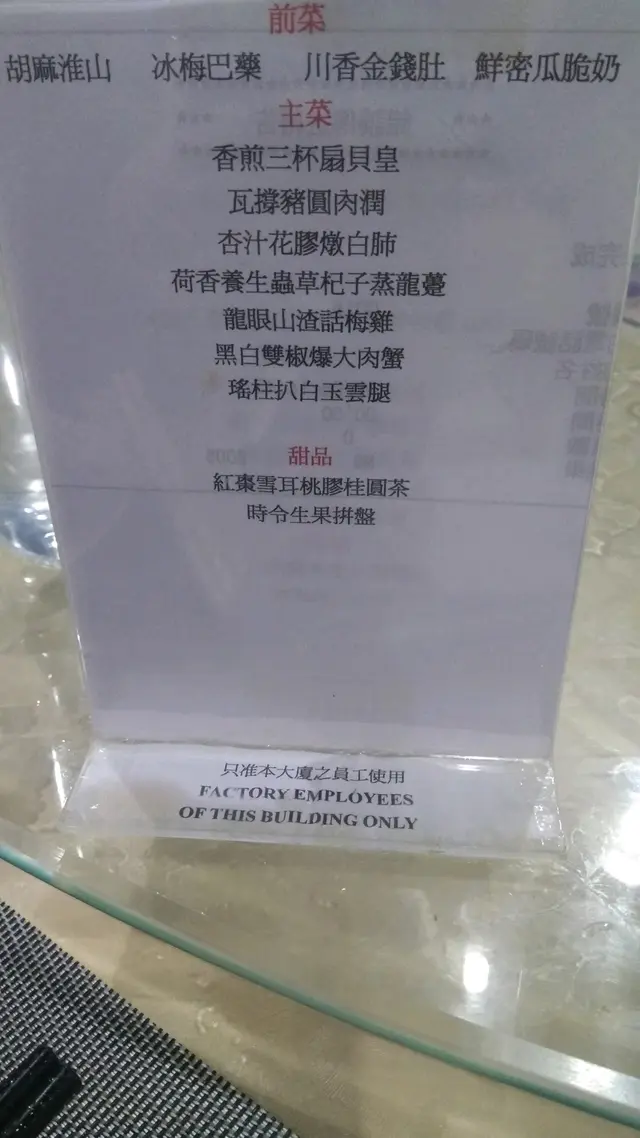 前菜
胡麻淮山 冰梅巴藥 川香金錢肚 鮮密瓜脆奶
主菜
香煎三杯扇貝皇
瓦撐豬圓肉潤
杏汁花膠燉白肺
荷香養生蟲草杞子蒸龍躉
龍眼山渣話梅雞
黑白雙椒爆大肉蟹
瑤柱扒白玉雲腿
甜品
紅棗雪耳桃膠桂圓茶
時令生果拼盤
只准本大廈之員工使用
FACTORY EMPLOYEES
OF THIS BUILDING ONLY